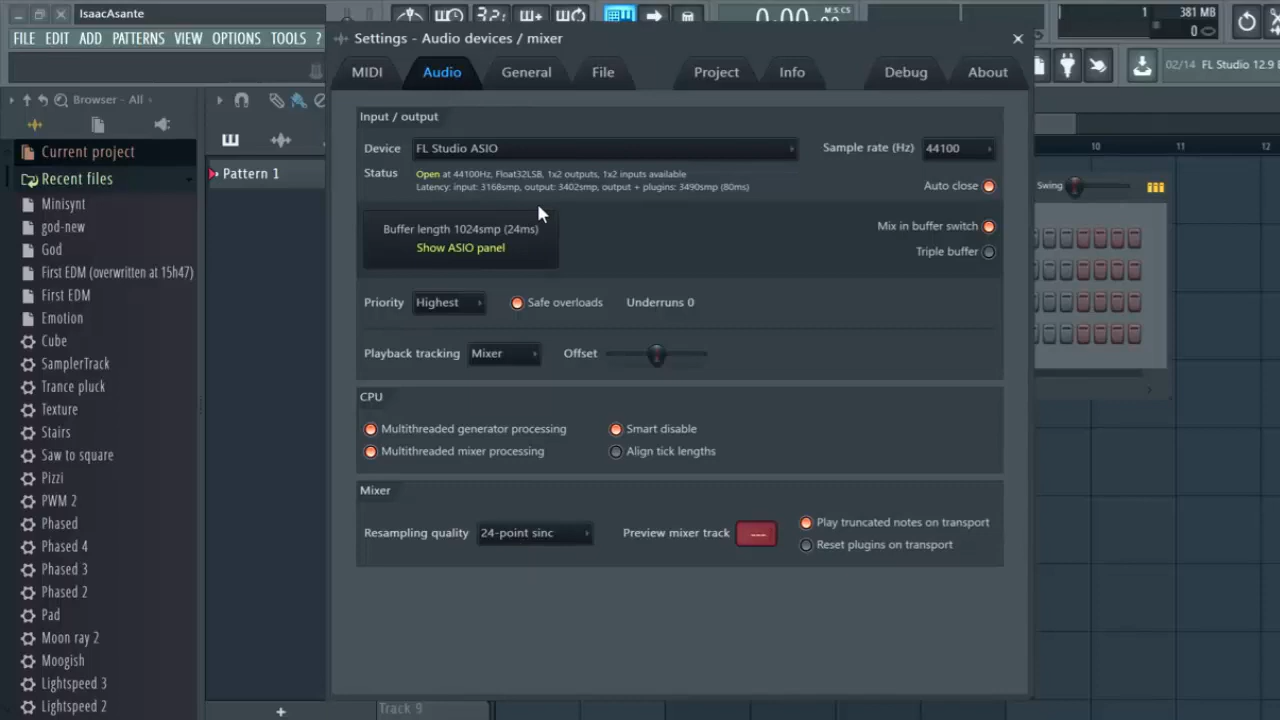 IsaacAsante
FILE EDIT ADD PATTERNS VIEW OPTIONS TOOLS ?
M:S:CS
1 381 MB
0
02/14 FL Studio 12.9
Browser - All
Current project
Recent files
Minisynt
god-new
God
First EDM (overwritten at 15h47)
First EDM
Emotion
Cube
SamplerTrack
Trance pluck
Texture
Stairs
Saw to square
Pizzi
PWM 2
Phased
Phased 4
Phased 3
Phased 2
Pad
Moon ray 2
Moogish
Lightspeed 3
Lightspeed 2
Pattern 1
Settings - Audio devices / mixer
MIDI Audio General File Project Info Debug About
Input / output
Device FL Studio ASIO Sample rate (Hz) 44100
Status Open at 44100Hz, Float32LSB, 1x2 outputs, 1x2 inputs available
Latency: input: 3168smp, output: 3402smp, output + plugins: 3490smp (80ms)
Auto close
Buffer length 1024smp (24ms)
Show ASIO panel
Mix in buffer switch
Triple buffer
Priority Highest Safe overloads Underruns 0
Playback tracking Mixer Offset
CPU
Multithreaded generator processing Smart disable
Multithreaded mixer processing Align tick lengths
Mixer
Resampling quality 24-point sinc Preview mixer track --- Play truncated notes on transport
Reset plugins on transport
10 11 12
Swing
Track 9